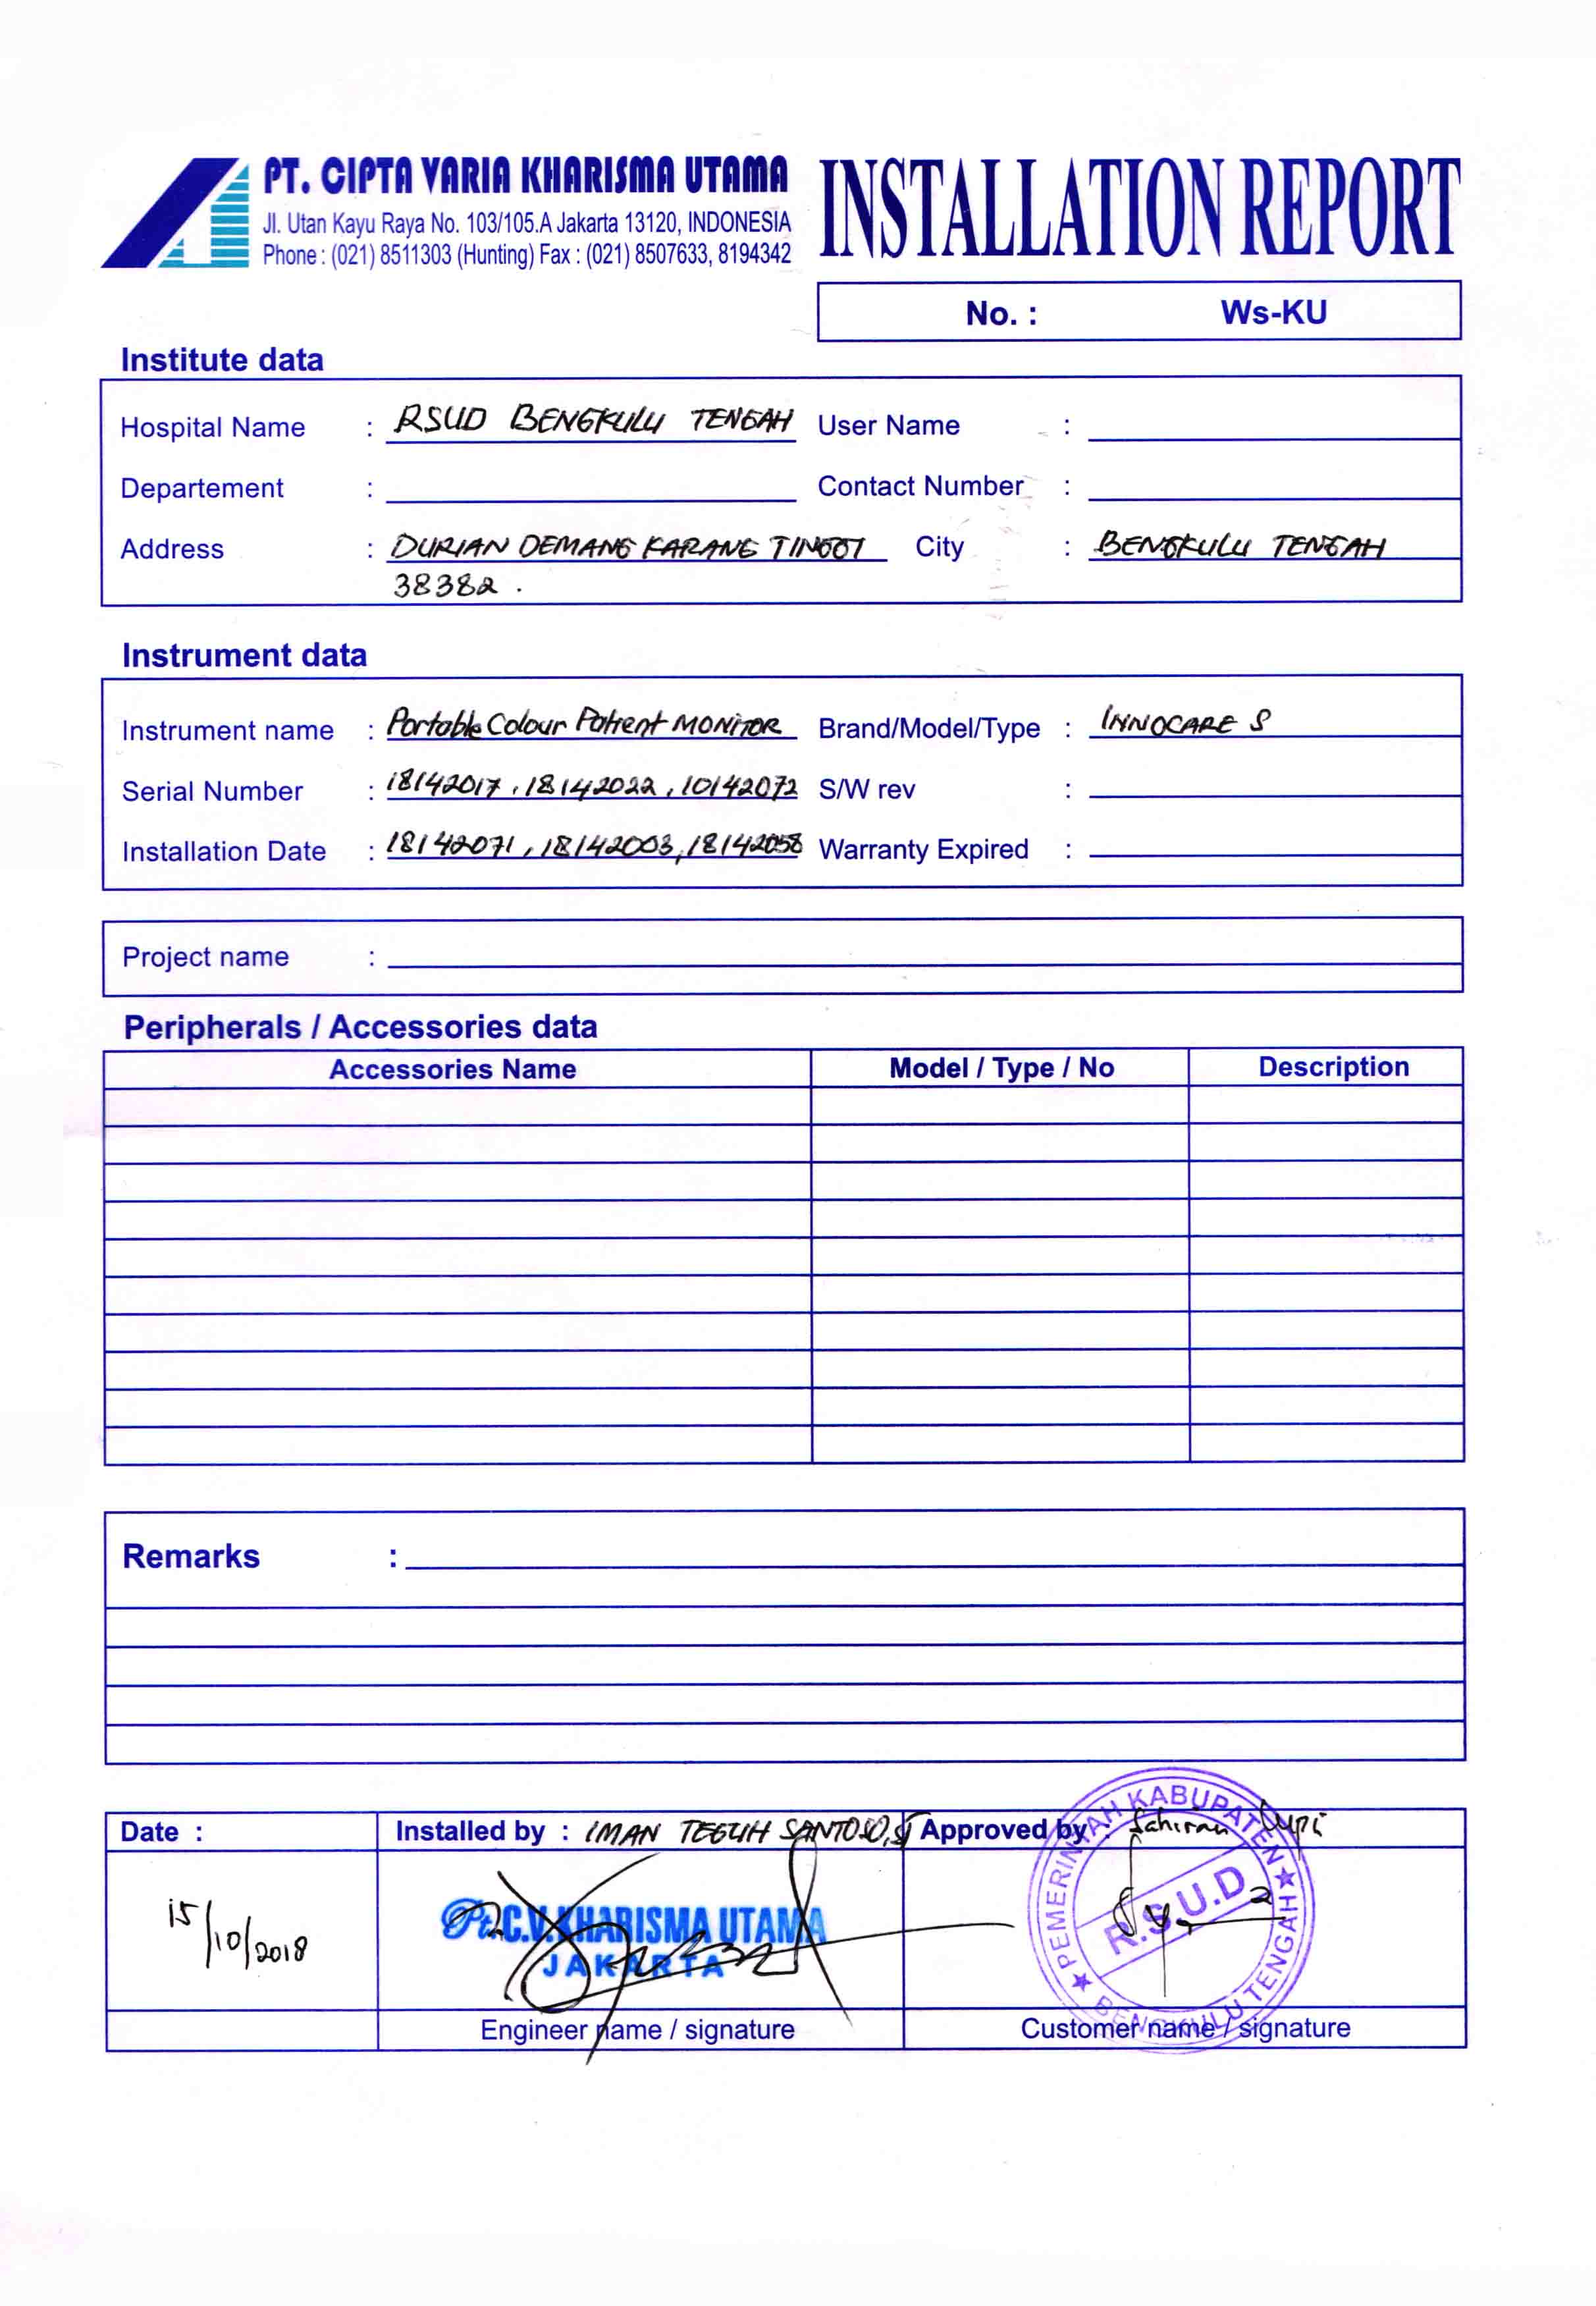 PT. CIPTA VARIA KHARISMA UTAMA
Jl. Utan Kayu Raya No. 103/105.A Jakarta 13120, INDONESIA
Phone : (021) 8511303 (Hunting) Fax : (021) 8507633, 8194342
INSTALLATION REPORT
No. : Ws-KU
Institute data
Hospital Name : RSUD BENGKULU TENGAH User Name :
Departement : Contact Number :
Address : DURIAN DEMANG KARANG TINGGI City : BENGKULU TENGAH
38382 .
Instrument data
Instrument name : Portable Colour Patient MONITOR Brand/Model/Type : INNOCARE S
Serial Number : 18142017 , 18142022 , 10142072 S/W rev :
Installation Date : 18142071 , 18142003, 18142058 Warranty Expired :
Project name :
Peripherals / Accessories data
Accessories Name Model / Type / No Description
Remarks :
Date : Installed by : IMAN TEGUH SANTOSO, ST Approved by : Sahiran
15/10/2018
Pt. C.V. KHARISMA UTAMA
JAKARTA
PEMERINTAH KABUPATEN
R.S.U.D
BENGKULU TENGAH
Engineer name / signature Customer name / signature